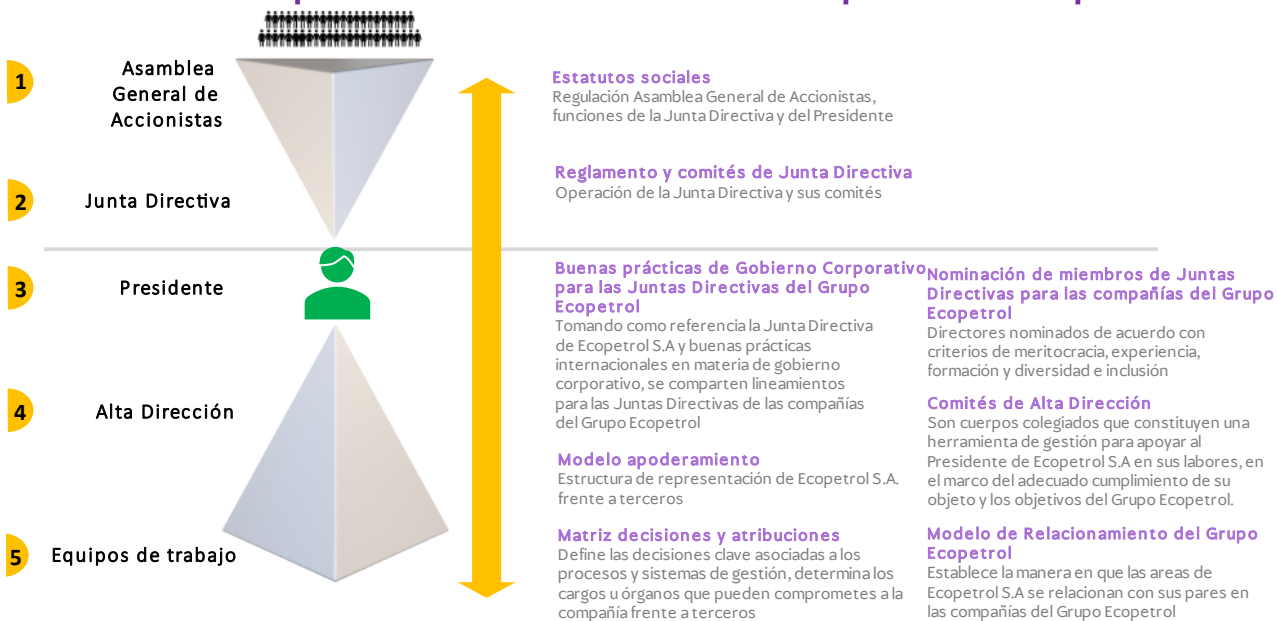 1
Asamblea
General de
Accionistas
2
Junta Directiva
3
Presidente
4
Alta Dirección
5
Equipos de trabajo
Estatutos sociales
Regulación Asamblea General de Accionistas,
funciones de la Junta Directiva y del Presidente
Reglamento y comités de Junta Directiva
Operación de la Junta Directiva y sus comités
Buenas prácticas de Gobierno Corporativo
para las Juntas Directivas del Grupo
Ecopetrol
Tomando como referencia la Junta Directiva
de Ecopetrol S.A y buenas prácticas
internacionales en materia de gobierno
corporativo, se comparten lineamientos
para las Juntas Directivas de las compañías
del Grupo Ecopetrol
Modelo apoderamiento
Estructura de representación de Ecopetrol S.A.
frente a terceros
Matriz decisiones y atribuciones
Define las decisiones clave asociadas a los
procesos y sistemas de gestión, determina los
cargos u órganos que pueden comprometes a la
compañía frente a terceros
Nominación de miembros de Juntas
Directivas para las compañías del Grupo
Ecopetrol
Directores nominados de acuerdo con
criterios de meritocracia, experiencia,
formación y diversidad e inclusión
Comités de Alta Dirección
Son cuerpos colegiados que constituyen una
herramienta de gestión para apoyar al
Presidente de Ecopetrol S.A en sus labores, en
el marco del adecuado cumplimiento de su
objeto y los objetivos del Grupo Ecopetrol.
Modelo de Relacionamiento del Grupo
Ecopetrol
Establece la manera en que las areas de
Ecopetrol S.A se relacionan con sus pares en
las compañías del Grupo Ecopetrol